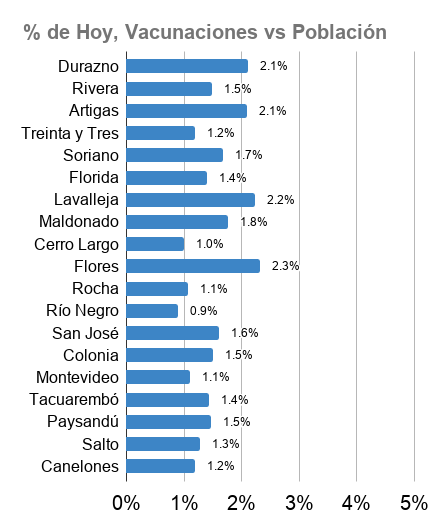 % de Hoy, Vacunaciones vs Población
Durazno 2.1%
Rivera 1.5%
Artigas 2.1%
Treinta y Tres 1.2%
Soriano 1.7%
Florida 1.4%
Lavalleja 2.2%
Maldonado 1.8%
Cerro Largo 1.0%
Flores 2.3%
Rocha 1.1%
Río Negro 0.9%
San José 1.6%
Colonia 1.5%
Montevideo 1.1%
Tacuarembó 1.4%
Paysandú 1.5%
Salto 1.3%
Canelones 1.2%
0% 1% 2% 3% 4% 5%